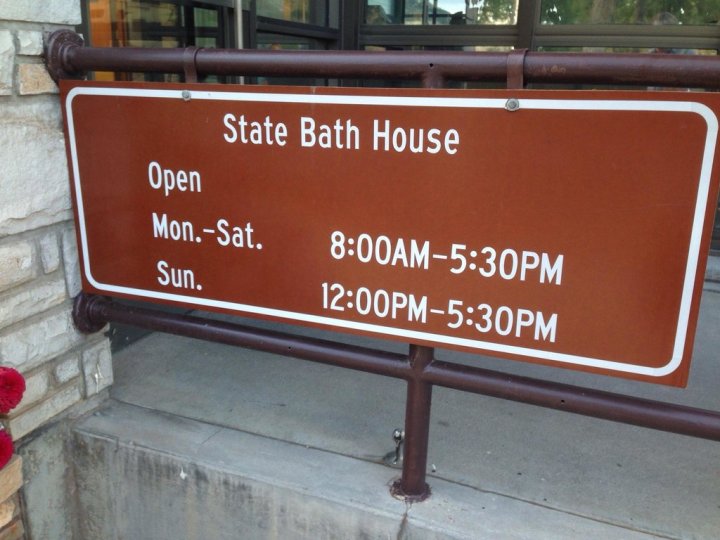 State Bath House
Open
Mon.-Sat. 8:00AM-5:30PM
Sun. 12:00PM-5:30PM